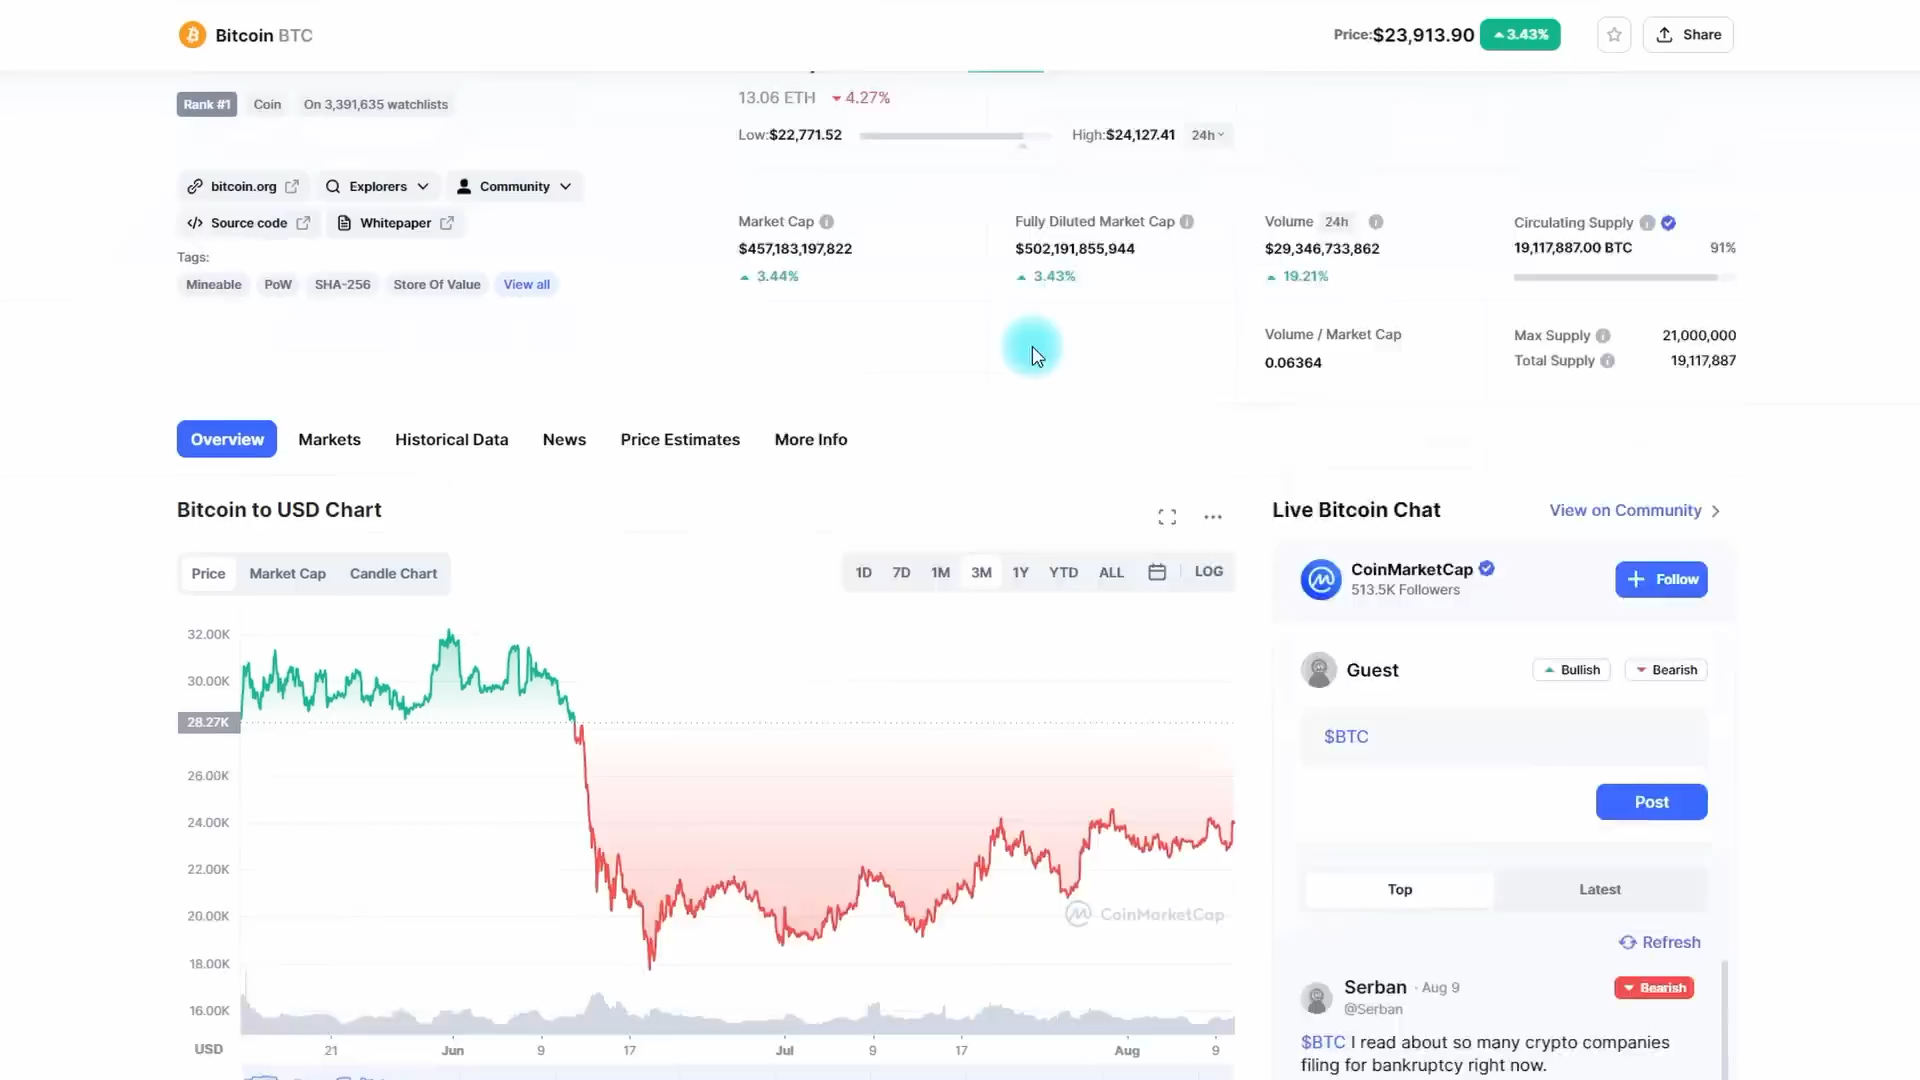 Bitcoin BTC
Price:$23,913.90 3.43%
Share
Rank #1 Coin On 3,391,635 watchlists
13.06 ETH 4.27%
Low:$22,771.52 High:$24,127.41 24h
bitcoin.org Explorers Community
Source code Whitepaper
Tags:
Mineable PoW SHA-256 Store Of Value View all
Market Cap
$457,183,197,822
3.44%
Fully Diluted Market Cap
$502,191,855,944
3.43%
Volume 24h
$29,346,733,862
19.21%
Volume / Market Cap
0.06364
Circulating Supply
19,117,887.00 BTC 91%
Max Supply 21,000,000
Total Supply 19,117,887
Overview Markets Historical Data News Price Estimates More Info
Bitcoin to USD Chart
Price Market Cap Candle Chart
1D 7D 1M 3M 1Y YTD ALL LOG
32.00K
30.00K
28.27K
26.00K
24.00K
22.00K
20.00K
18.00K
16.00K
CoinMarketCap
USD 21 Jun 9 17 Jul 9 17 Aug 9
Live Bitcoin Chat View on Community
CoinMarketCap
513.5K Followers
Follow
Guest Bullish Bearish
$BTC
Post
Top Latest
Refresh
Serban · Aug 9 Bearish
@Serban
$BTC I read about so many crypto companies
filing for bankruptcy right now.